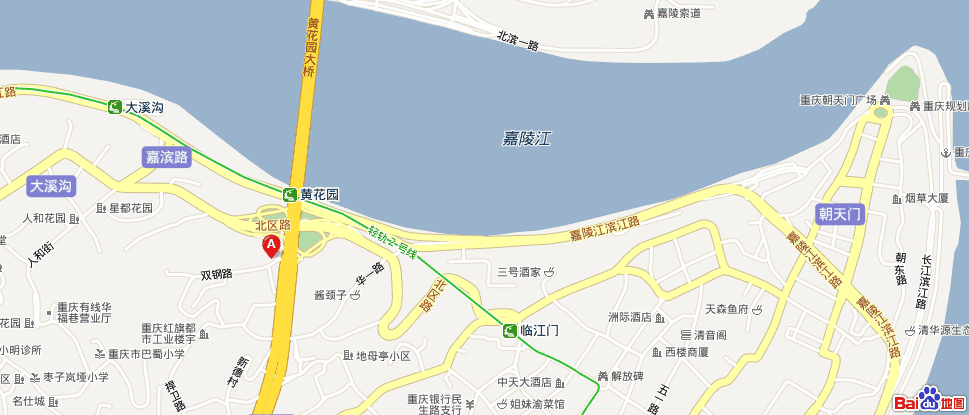 嘉陵索道
北滨一路
黄花园大桥
江路
大溪沟
重庆朝天门广场
重庆规划
嘉陵江
酒店
嘉滨路
重庆
大溪沟
黄花园
烟草大厦
人和花园
星都花园
北区路
朝天门
嘉陵江滨江路
轻轨2号线
A
人和街
双钢路
华一路
三号酒家
嘉陵江滨江路
朝东路
长江滨江路
酱颈子
北区路
重庆有线华
福巷营业厅
天森鱼府
嘉陵江滨江路
洲际酒店
花园
重庆红旗都
市工业楼宇
临江门
清音阁
清华源生态
小明诊所
重庆市巴蜀小学
地母亭小区
西楼商厦
新德村
枣子岚垭小学
捍卫路
中天大酒店
解放碑
五一路
名仕城
重庆银行民
生路支行
姐妹渝菜馆
Baidu地图